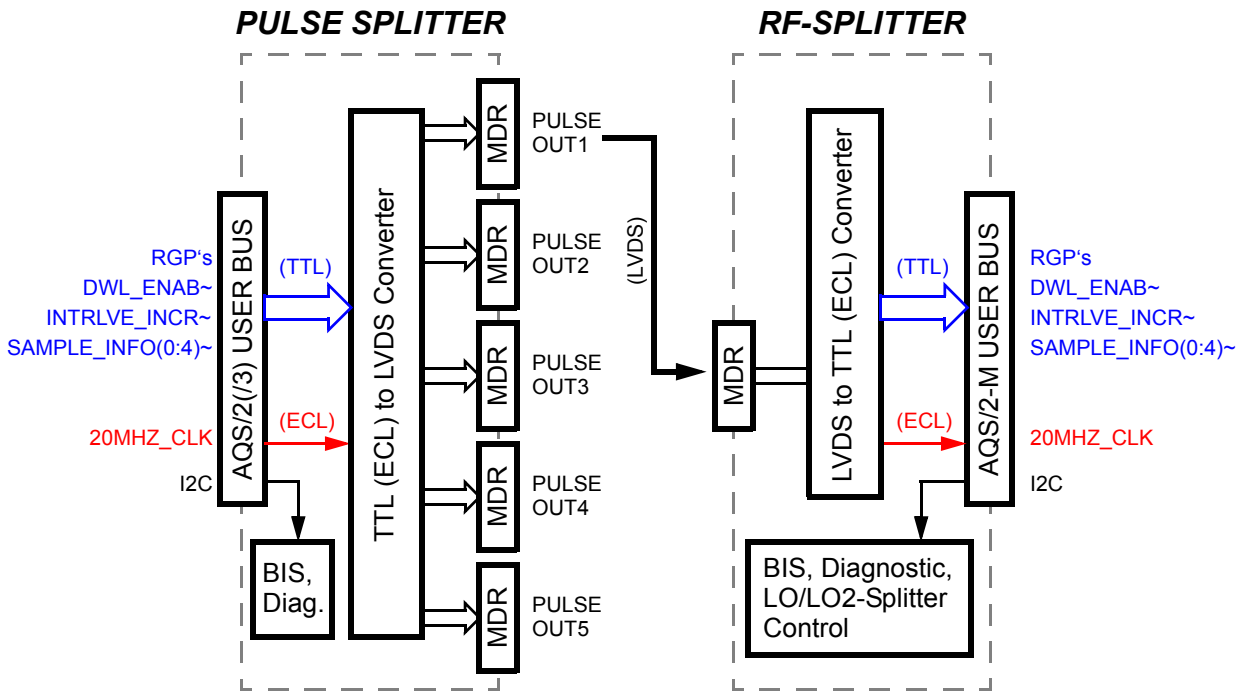 PULSE SPLITTER
RF-SPLITTER
RGP‘s
DWL_ENAB~
INTRLVE_INCR~
SAMPLE_INFO(0:4)~
20MHZ_CLK
I2C
AQS/2(/3) USER BUS
(TTL)
(ECL)
BIS,
Diag.
TTL (ECL) to LVDS Converter
MDR
PULSE
OUT1
MDR
PULSE
OUT2
MDR
PULSE
OUT3
MDR
PULSE
OUT4
MDR
PULSE
OUT5
(LVDS)
MDR
LVDS to TTL (ECL) Converter
(TTL)
(ECL)
AQS/2-M USER BUS
RGP‘s
DWL_ENAB~
INTRLVE_INCR~
SAMPLE_INFO(0:4)~
20MHZ_CLK
I2C
BIS, Diagnostic,
LO/LO2-Splitter
Control